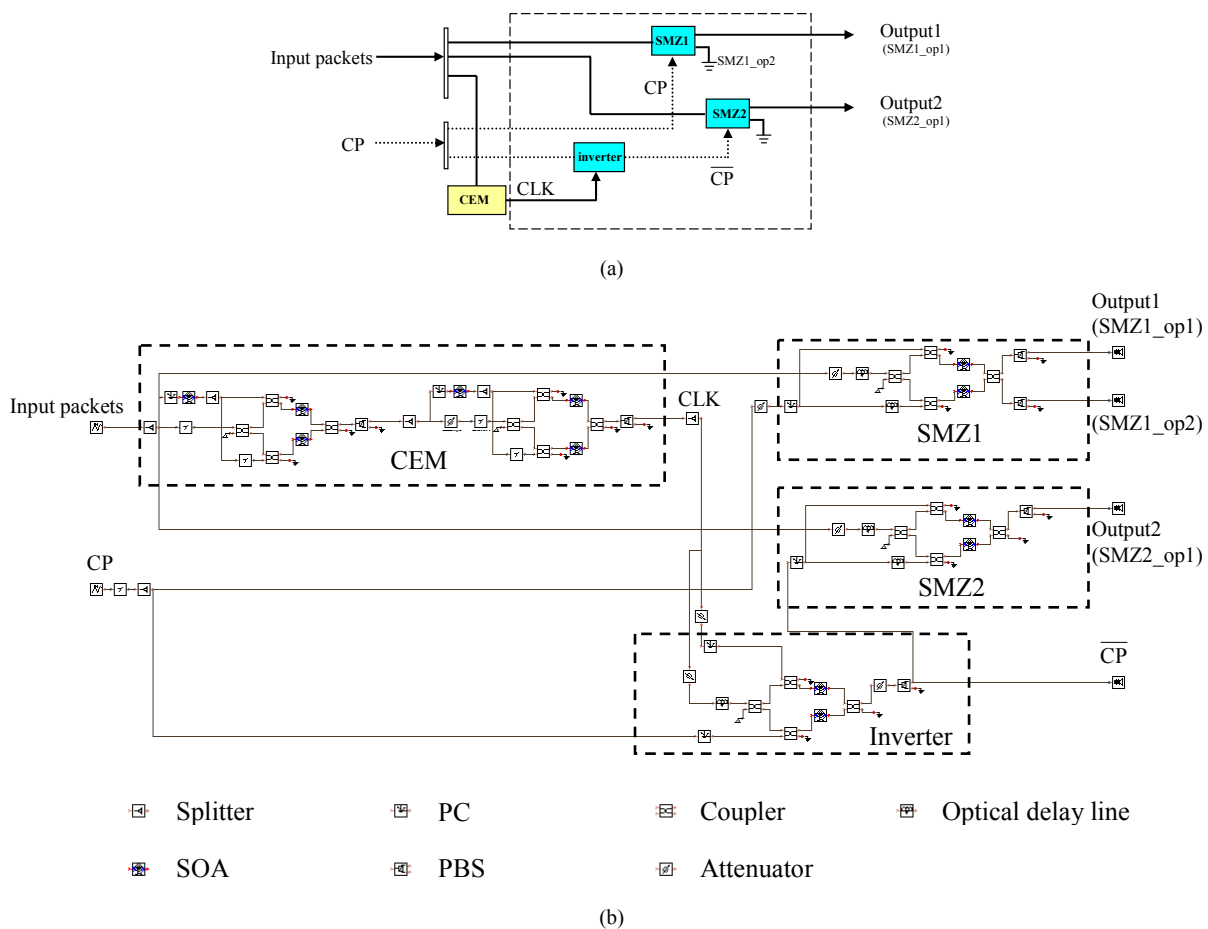 Output1
(SMZ1_op1)
SMZ1
Input packets
SMZ1_op2
CP
Output2
(SMZ2_op1)
SMZ2
CP
inverter
CP
CLK
CEM
(a)
Output1
(SMZ1_op1)
Input packets
CLK
(SMZ1_op2)
SMZ1
CEM
Output2
(SMZ2_op1)
CP
SMZ2
CP
Inverter
Splitter
PC
Coupler
Optical delay line
SOA
PBS
Attenuator
(b)